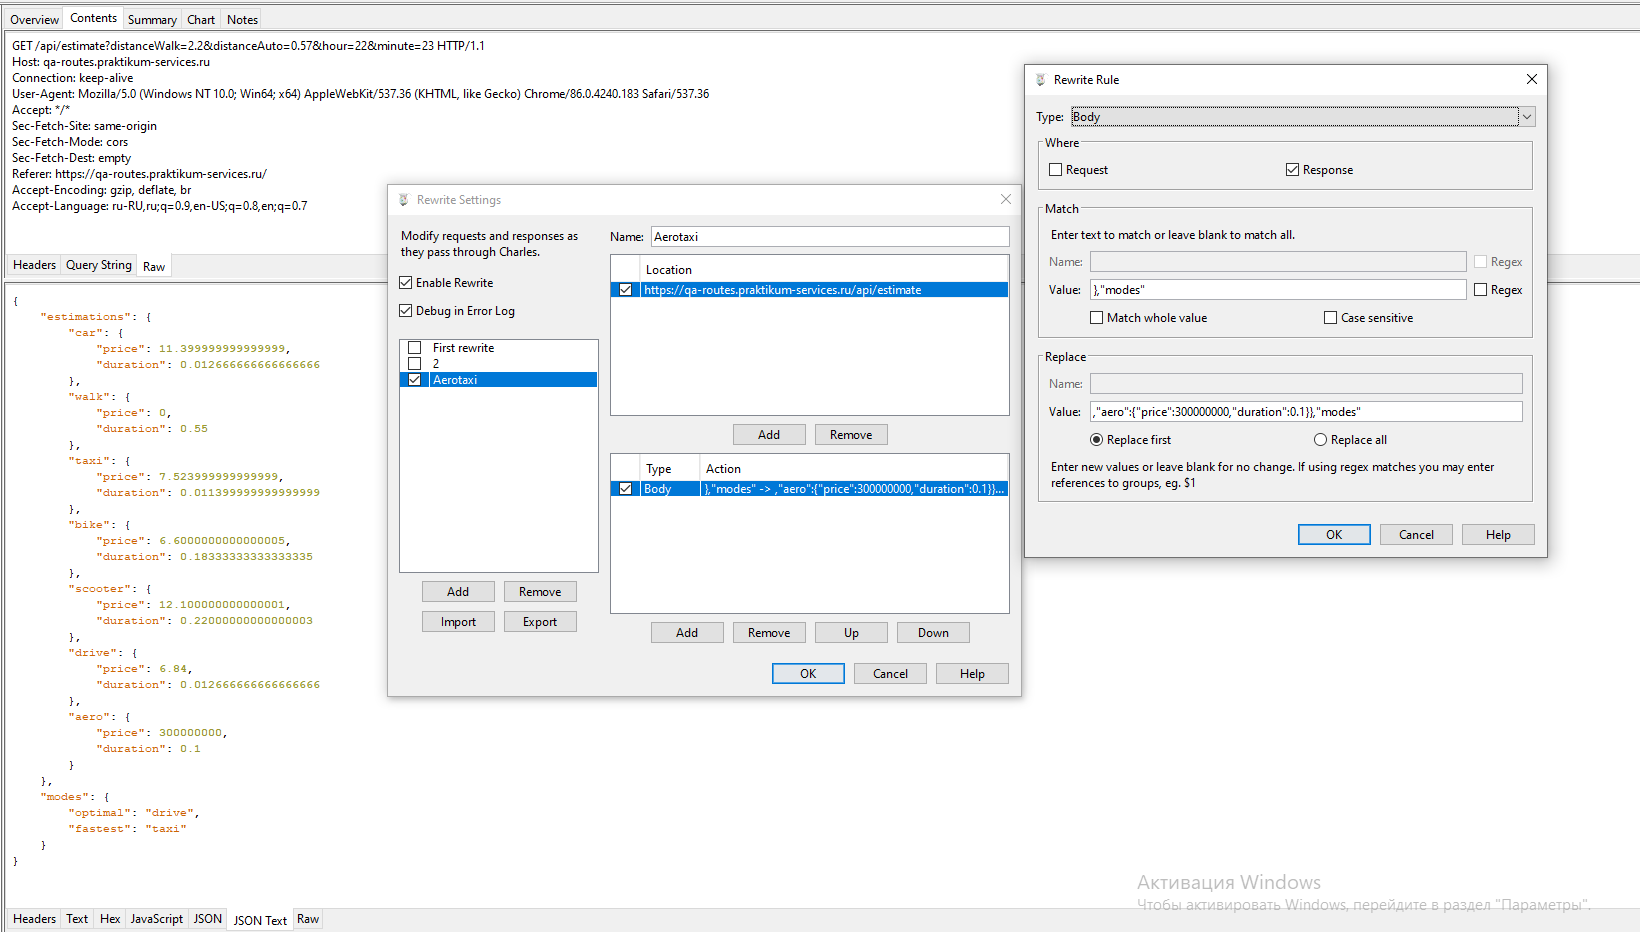 Overview Contents Summary Chart Notes
GET /api/estimate?distanceWalk=2.2&distanceAuto=0.57&hour=22&minute=23 HTTP/1.1
Host: qa-routes.praktikum-services.ru
Connection: keep-alive
User-Agent: Mozilla/5.0 (Windows NT 10.0; Win64; x64) AppleWebKit/537.36 (KHTML, like Gecko) Chrome/86.0.4240.183 Safari/537.36
Accept: */*
Sec-Fetch-Site: same-origin
Sec-Fetch-Mode: cors
Sec-Fetch-Dest: empty
Referer: https://qa-routes.praktikum-services.ru/
Accept-Encoding: gzip, deflate, br
Accept-Language: ru-RU,ru;q=0.9,en-US;q=0.8,en;q=0.7
Headers Query String Raw
{
"estimations": {
"car": {
"price": 11.399999999999999,
"duration": 0.012666666666666666
},
"walk": {
"price": 0,
"duration": 0.55
},
"taxi": {
"price": 7.523999999999999,
"duration": 0.011399999999999999
},
"bike": {
"price": 6.6000000000000005,
"duration": 0.18333333333333335
},
"scooter": {
"price": 12.100000000000001,
"duration": 0.22000000000000003
},
"drive": {
"price": 6.84,
"duration": 0.012666666666666666
},
"aero": {
"price": 300000000,
"duration": 0.1
}
},
"modes": {
"optimal": "drive",
"fastest": "taxi"
}
}
Headers Text Hex JavaScript JSON JSON Text Raw
Rewrite Settings
Modify requests and responses as
they pass through Charles.
Enable Rewrite
Debug in Error Log
First rewrite
2
Aerotaxi
Add Remove
Import Export
Name: Aerotaxi
Location
https://qa-routes.praktikum-services.ru/api/estimate
Add Remove
Type Action
Body },"modes" -> ,"aero":{"price":300000000,"duration":0.1}}...
Add Remove Up Down
OK Cancel Help
Rewrite Rule
Type: Body
Where
Request Response
Match
Enter text to match or leave blank to match all.
Name: Regex
Value: },"modes" Regex
Match whole value Case sensitive
Replace
Name:
Value: ,"aero":{"price":300000000,"duration":0.1}},"modes"
Replace first Replace all
Enter new values or leave blank for no change. If using regex matches you may enter
references to groups, eg. $1
OK Cancel Help
Активация Windows
Чтобы активировать Windows, перейдите в раздел "Параметры".